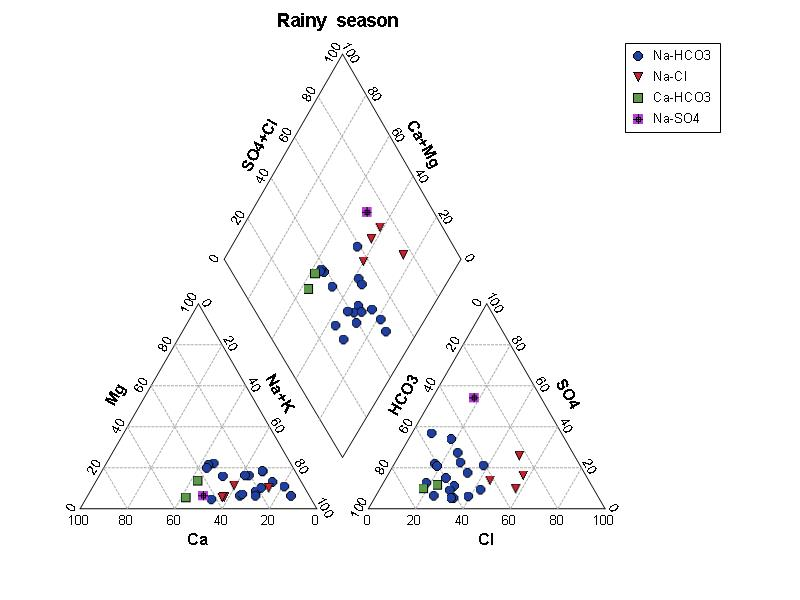 Rainy season
Na-HCO3
Na-Cl
Ca-HCO3
Na-SO4
100 100
80 80
60 60
40 40
20 20
0 0
SO4+Cl
Ca+Mg
100 0
80 20
60 40
40 60
20 80
0 100
Mg
Na+K
100 80 60 40 20 0
Ca
0 100
20 80
40 60
60 40
80 20
100 0
HCO3
SO4
0 20 40 60 80 100
Cl